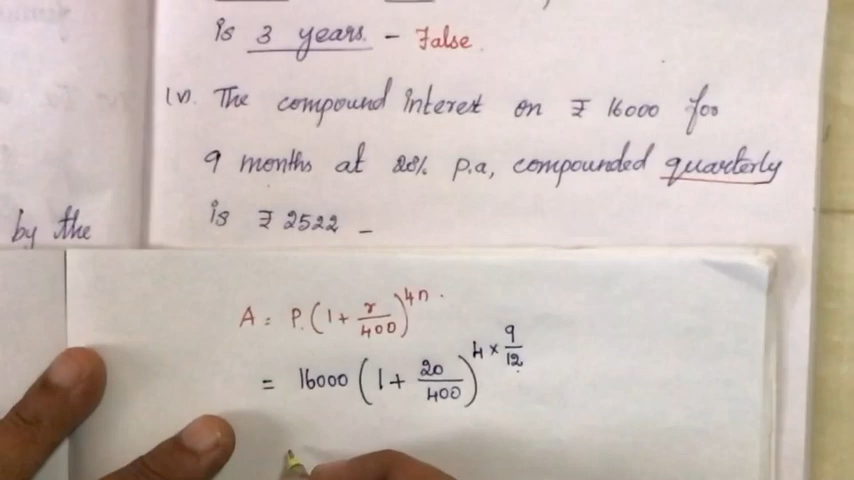 is 3 years. - False.
iv. The compound interest on ₹ 16000 for
9 months at 20% p.a, compounded quarterly
is ₹ 2522 -
by the
A = P.(1 + r/400)^4n.
= 16000 (1 + 20/400)^4 × 9/12